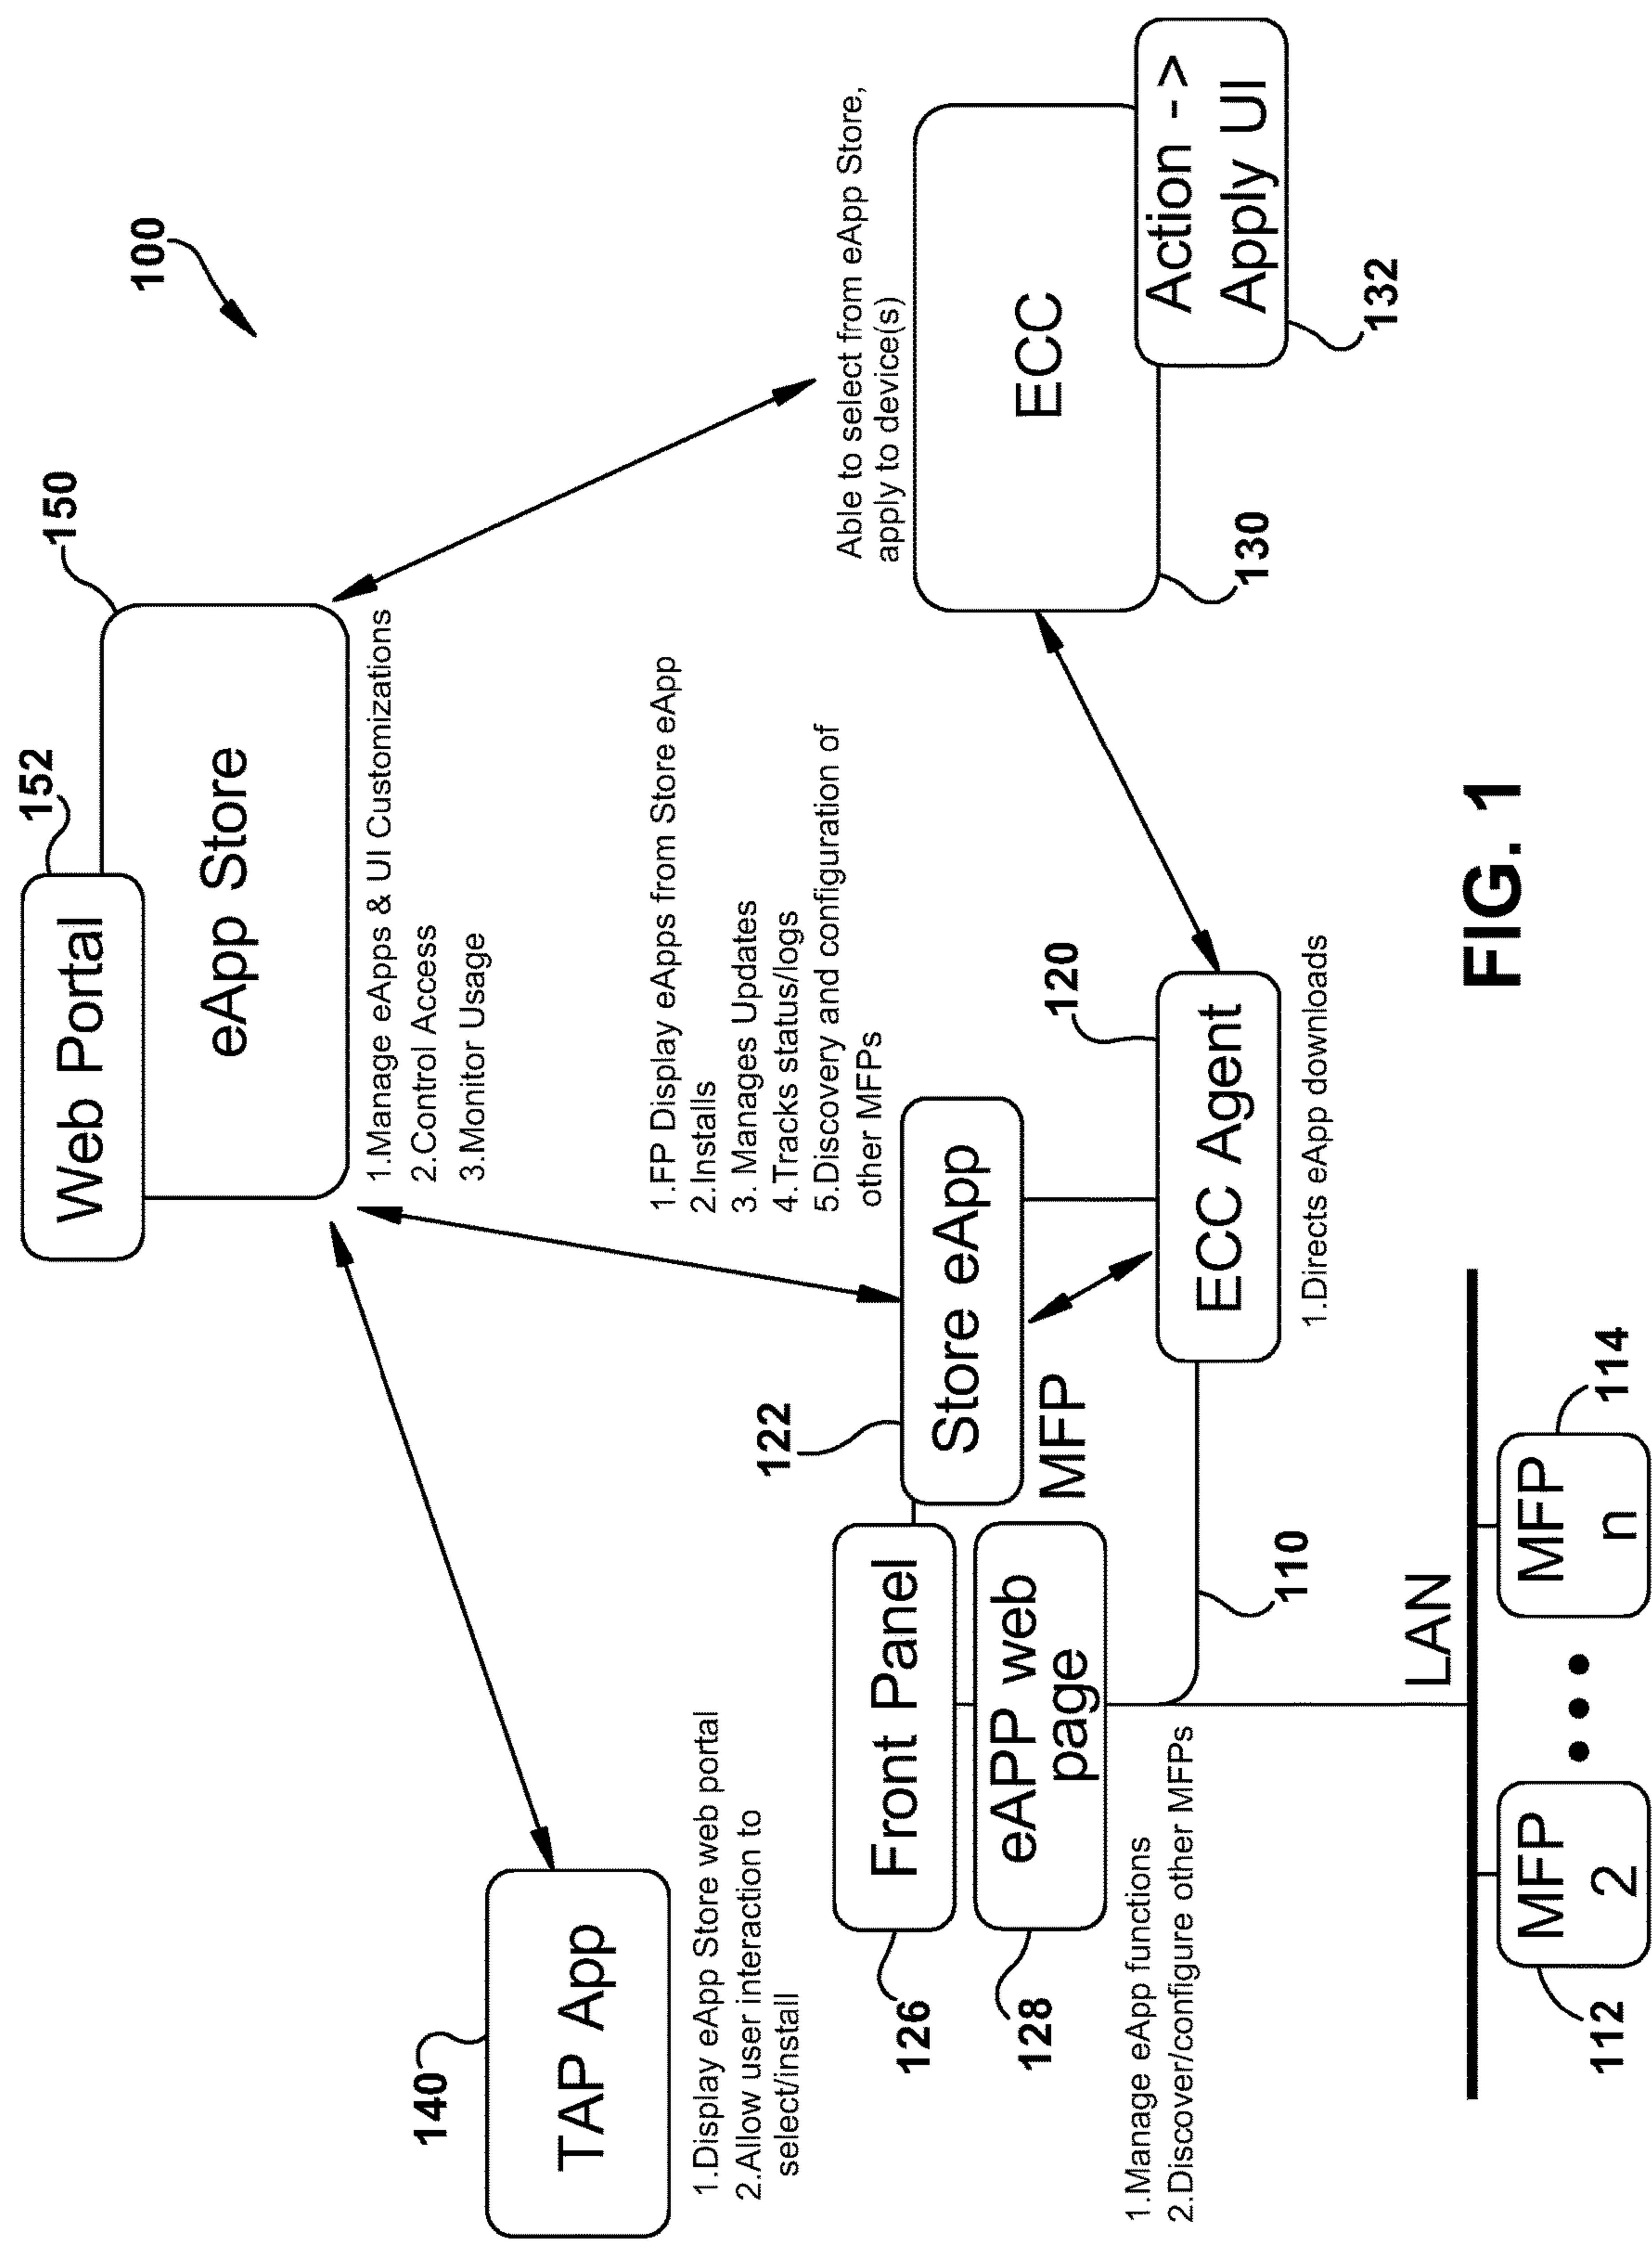 100
152
150
Web Portal
eApp Store
1.Manage eApps & UI Customizations
2.Control Access
3.Monitor Usage
140
TAP App
1.Display eApp Store web portal
2.Allow user interaction to
select/install
1.FP Display eApps from Store eApp
2.Installs
3. Manages Updates
4.Tracks status/logs
5.Discovery and configuration of
other MFPs
Able to select from eApp Store,
apply to device(s)
ECC
130
Action ->
Apply UI
132
122
Store eApp
MFP
126
Front Panel
128
eAPP web
page
1.Manage eApp functions
2.Discover/configure other MFPs
120
ECC Agent
1.Directs eApp downloads
110
LAN
112
MFP
2
MFP
n
114
FIG. 1